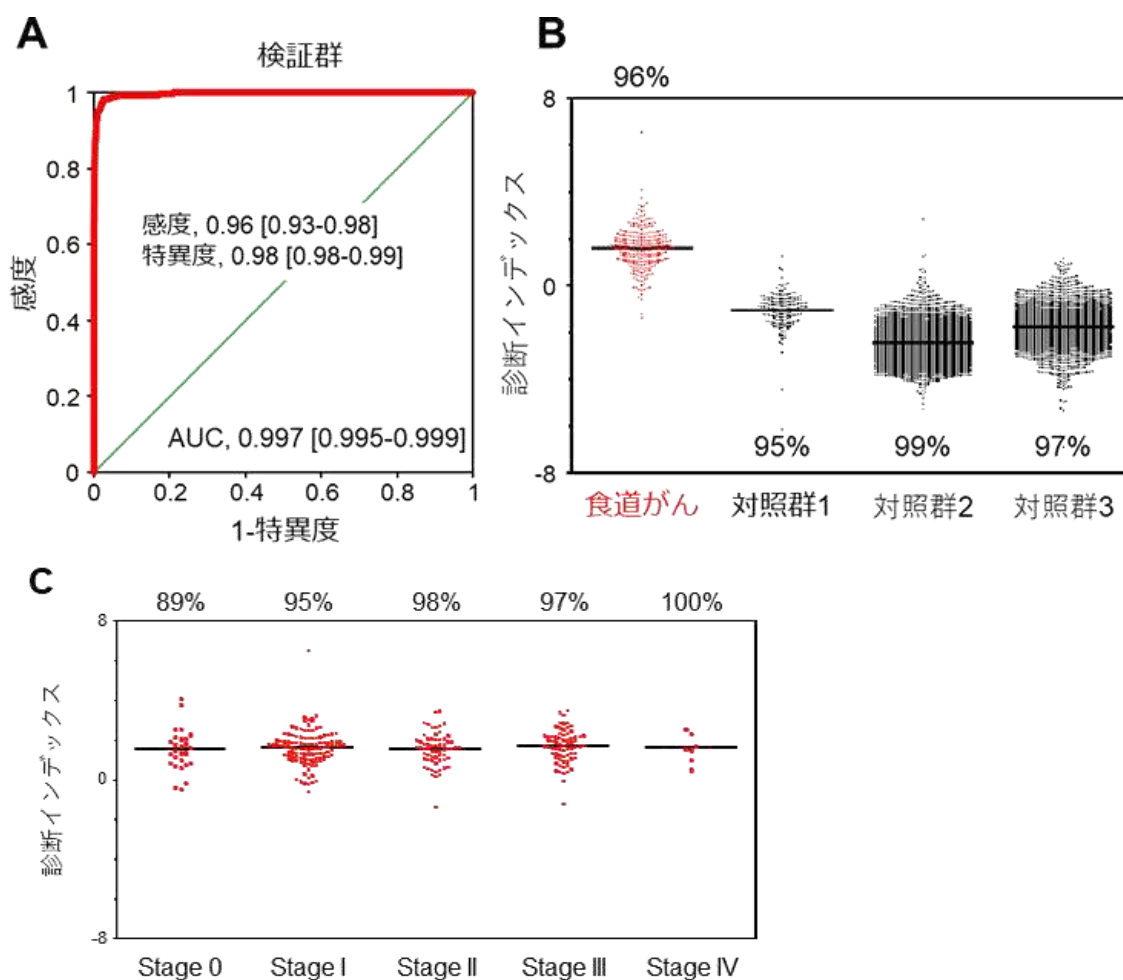 A
検証群
1
0.8
0.6
0.4
0.2
0
感度
感度, 0.96 [0.93-0.98]
特異度, 0.98 [0.98-0.99]
AUC, 0.997 [0.995-0.999]
0 0.2 0.4 0.6 0.8 1
1-特異度
B
96%
8
0
-8
診断インデックス
95% 99% 97%
食道がん 対照群1 対照群2 対照群3
C
89% 95% 98% 97% 100%
8
0
-8
診断インデックス
Stage 0 Stage I Stage II Stage III Stage IV